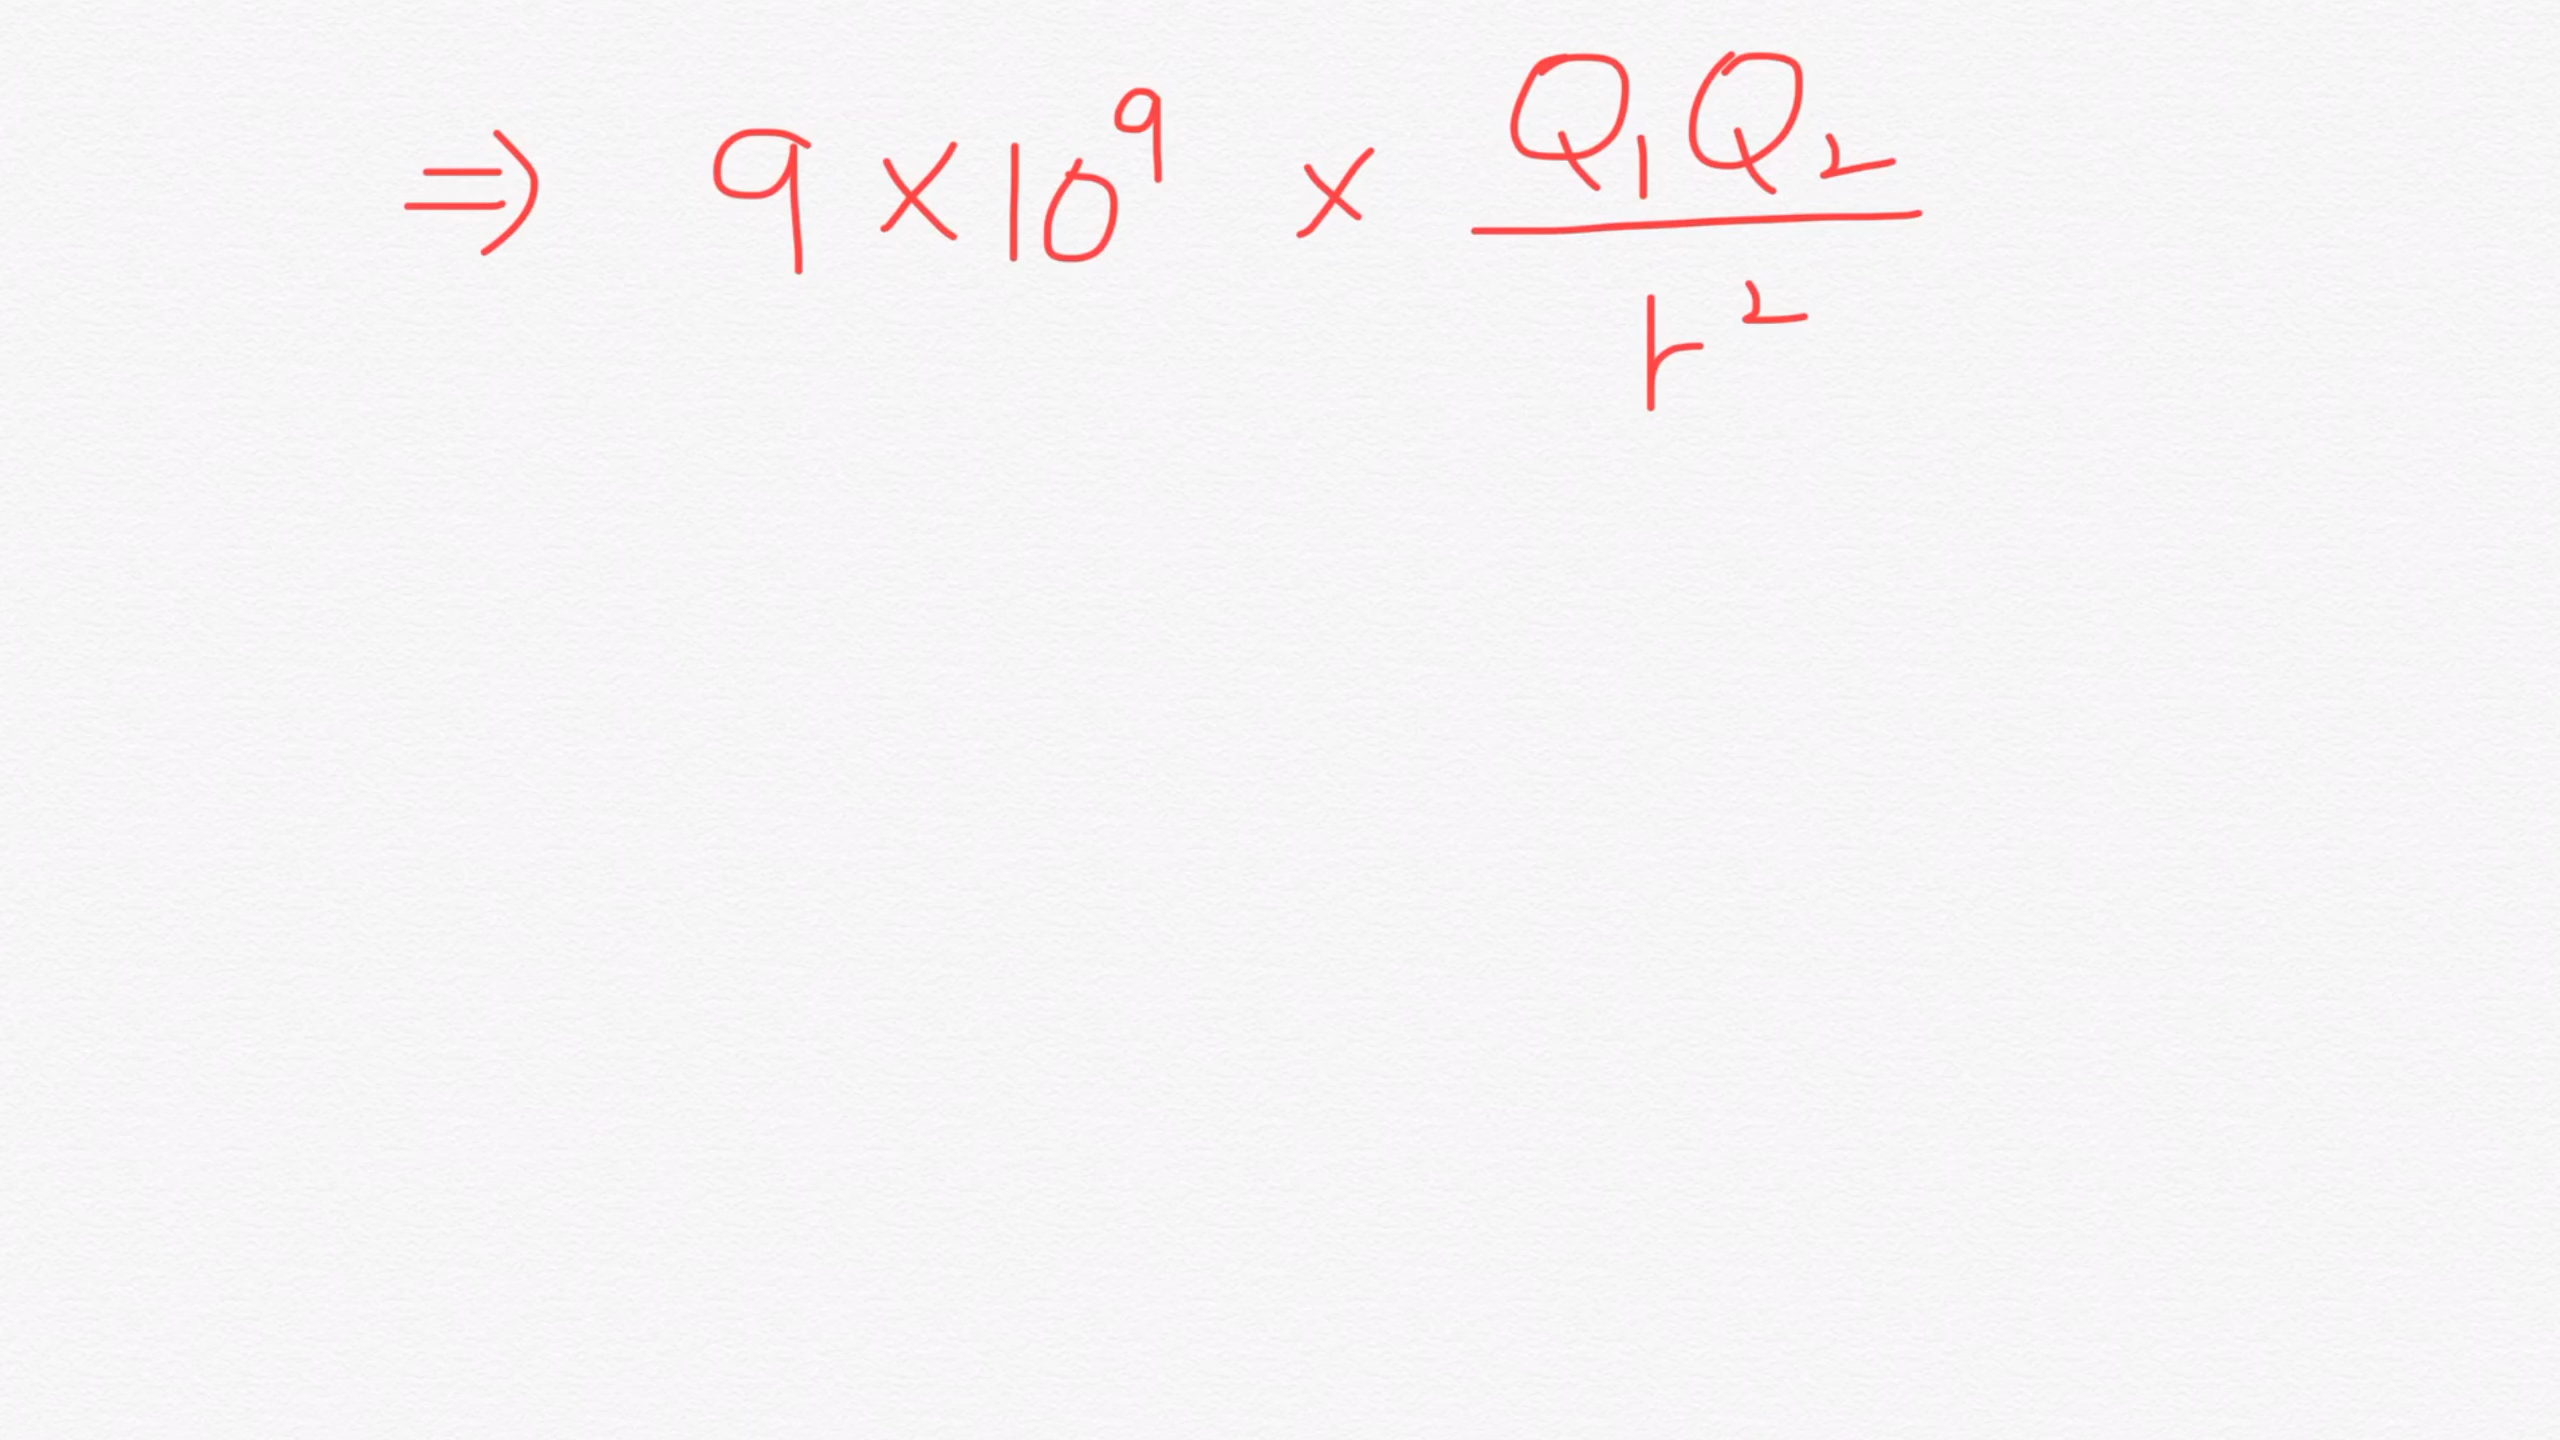 ⇒ 9 × 10⁹ × Q₁Q₂ / r²